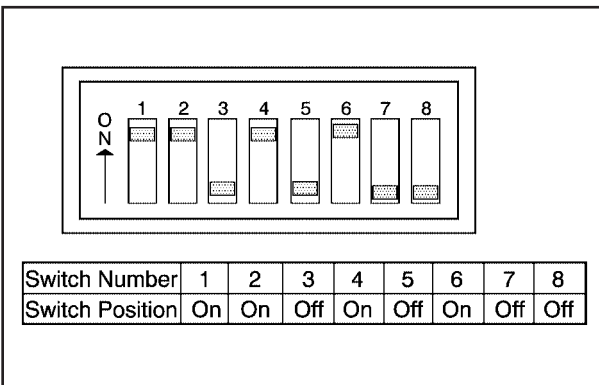 1 2 3 4 5 6 7 8
ON
Switch Number 1 2 3 4 5 6 7 8
Switch Position On On Off On Off On Off Off